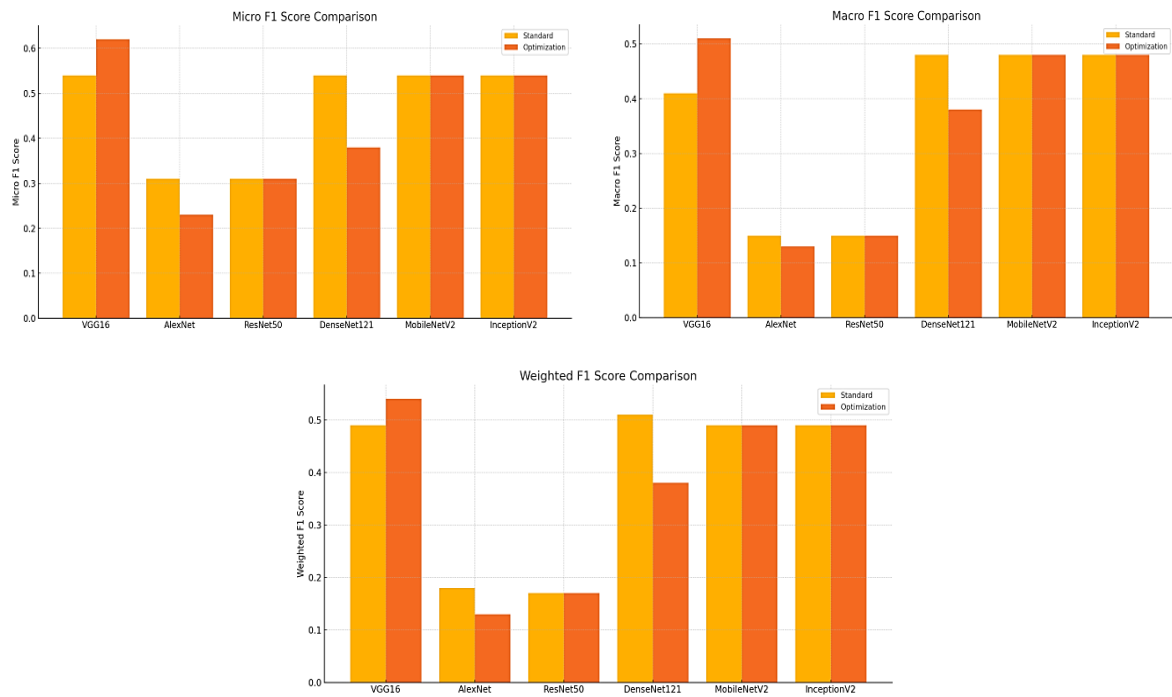 Micro F1 Score Comparison
Standard
Optimization
Micro F1 Score
0.6
0.5
0.4
0.3
0.2
0.1
0.0
VGG16 AlexNet ResNet50 DenseNet121 MobileNetV2 InceptionV2
Macro F1 Score Comparison
Standard
Optimization
Macro F1 Score
0.5
0.4
0.3
0.2
0.1
0.0
VGG16 AlexNet ResNet50 DenseNet121 MobileNetV2 InceptionV2
Weighted F1 Score Comparison
Standard
Optimization
Weighted F1 Score
0.5
0.4
0.3
0.2
0.1
0.0
VGG16 AlexNet ResNet50 DenseNet121 MobileNetV2 InceptionV2